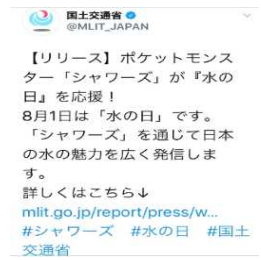 国土交通省
@MLIT_JAPAN
【リリース】ポケットモンス
ター「シャワーズ」が『水の
日』を応援！
8月1日は「水の日」です。
「シャワーズ」を通じて日本
の水の魅力を広く発信しま
す。
詳しくはこちら↓
mlit.go.jp/report/press/w...
#シャワーズ #水の日 #国土
交通省